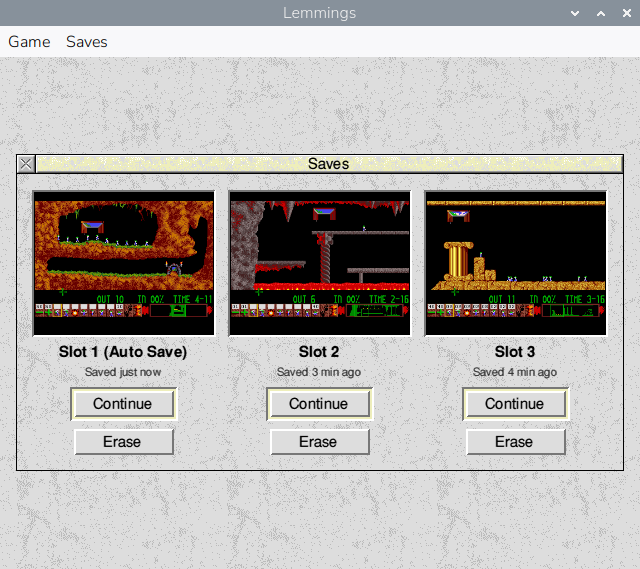 Lemmings
Game Saves
Saves
OUT 10 IN 00% TIME 4-11
OUT 6 IN 00% TIME 2-16
OUT 11 IN 00% TIME 3-16
Slot 1 (Auto Save)
Slot 2
Slot 3
Saved just now
Saved 3 min ago
Saved 4 min ago
Continue
Continue
Continue
Erase
Erase
Erase